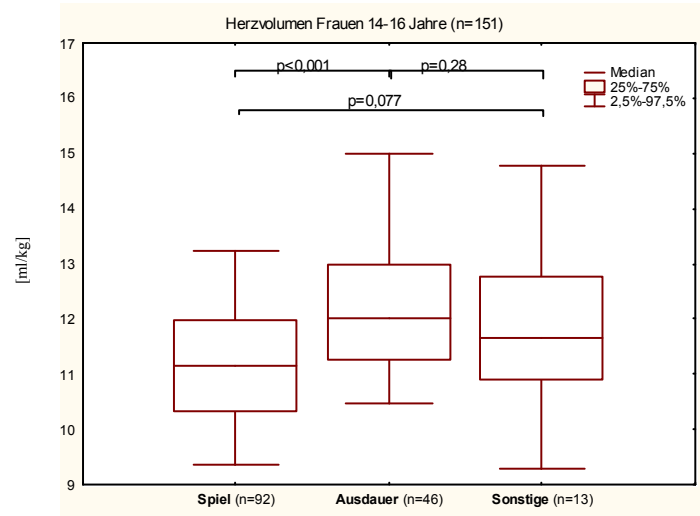 Herzvolumen Frauen 14-16 Jahre (n=151)
17
16
15
14
13
12
11
10
9
[ml/kg]
p<0,001
p=0,28
p=0,077
Median
25%-75%
2,5%-97,5%
Spiel (n=92)
Ausdauer (n=46)
Sonstige (n=13)